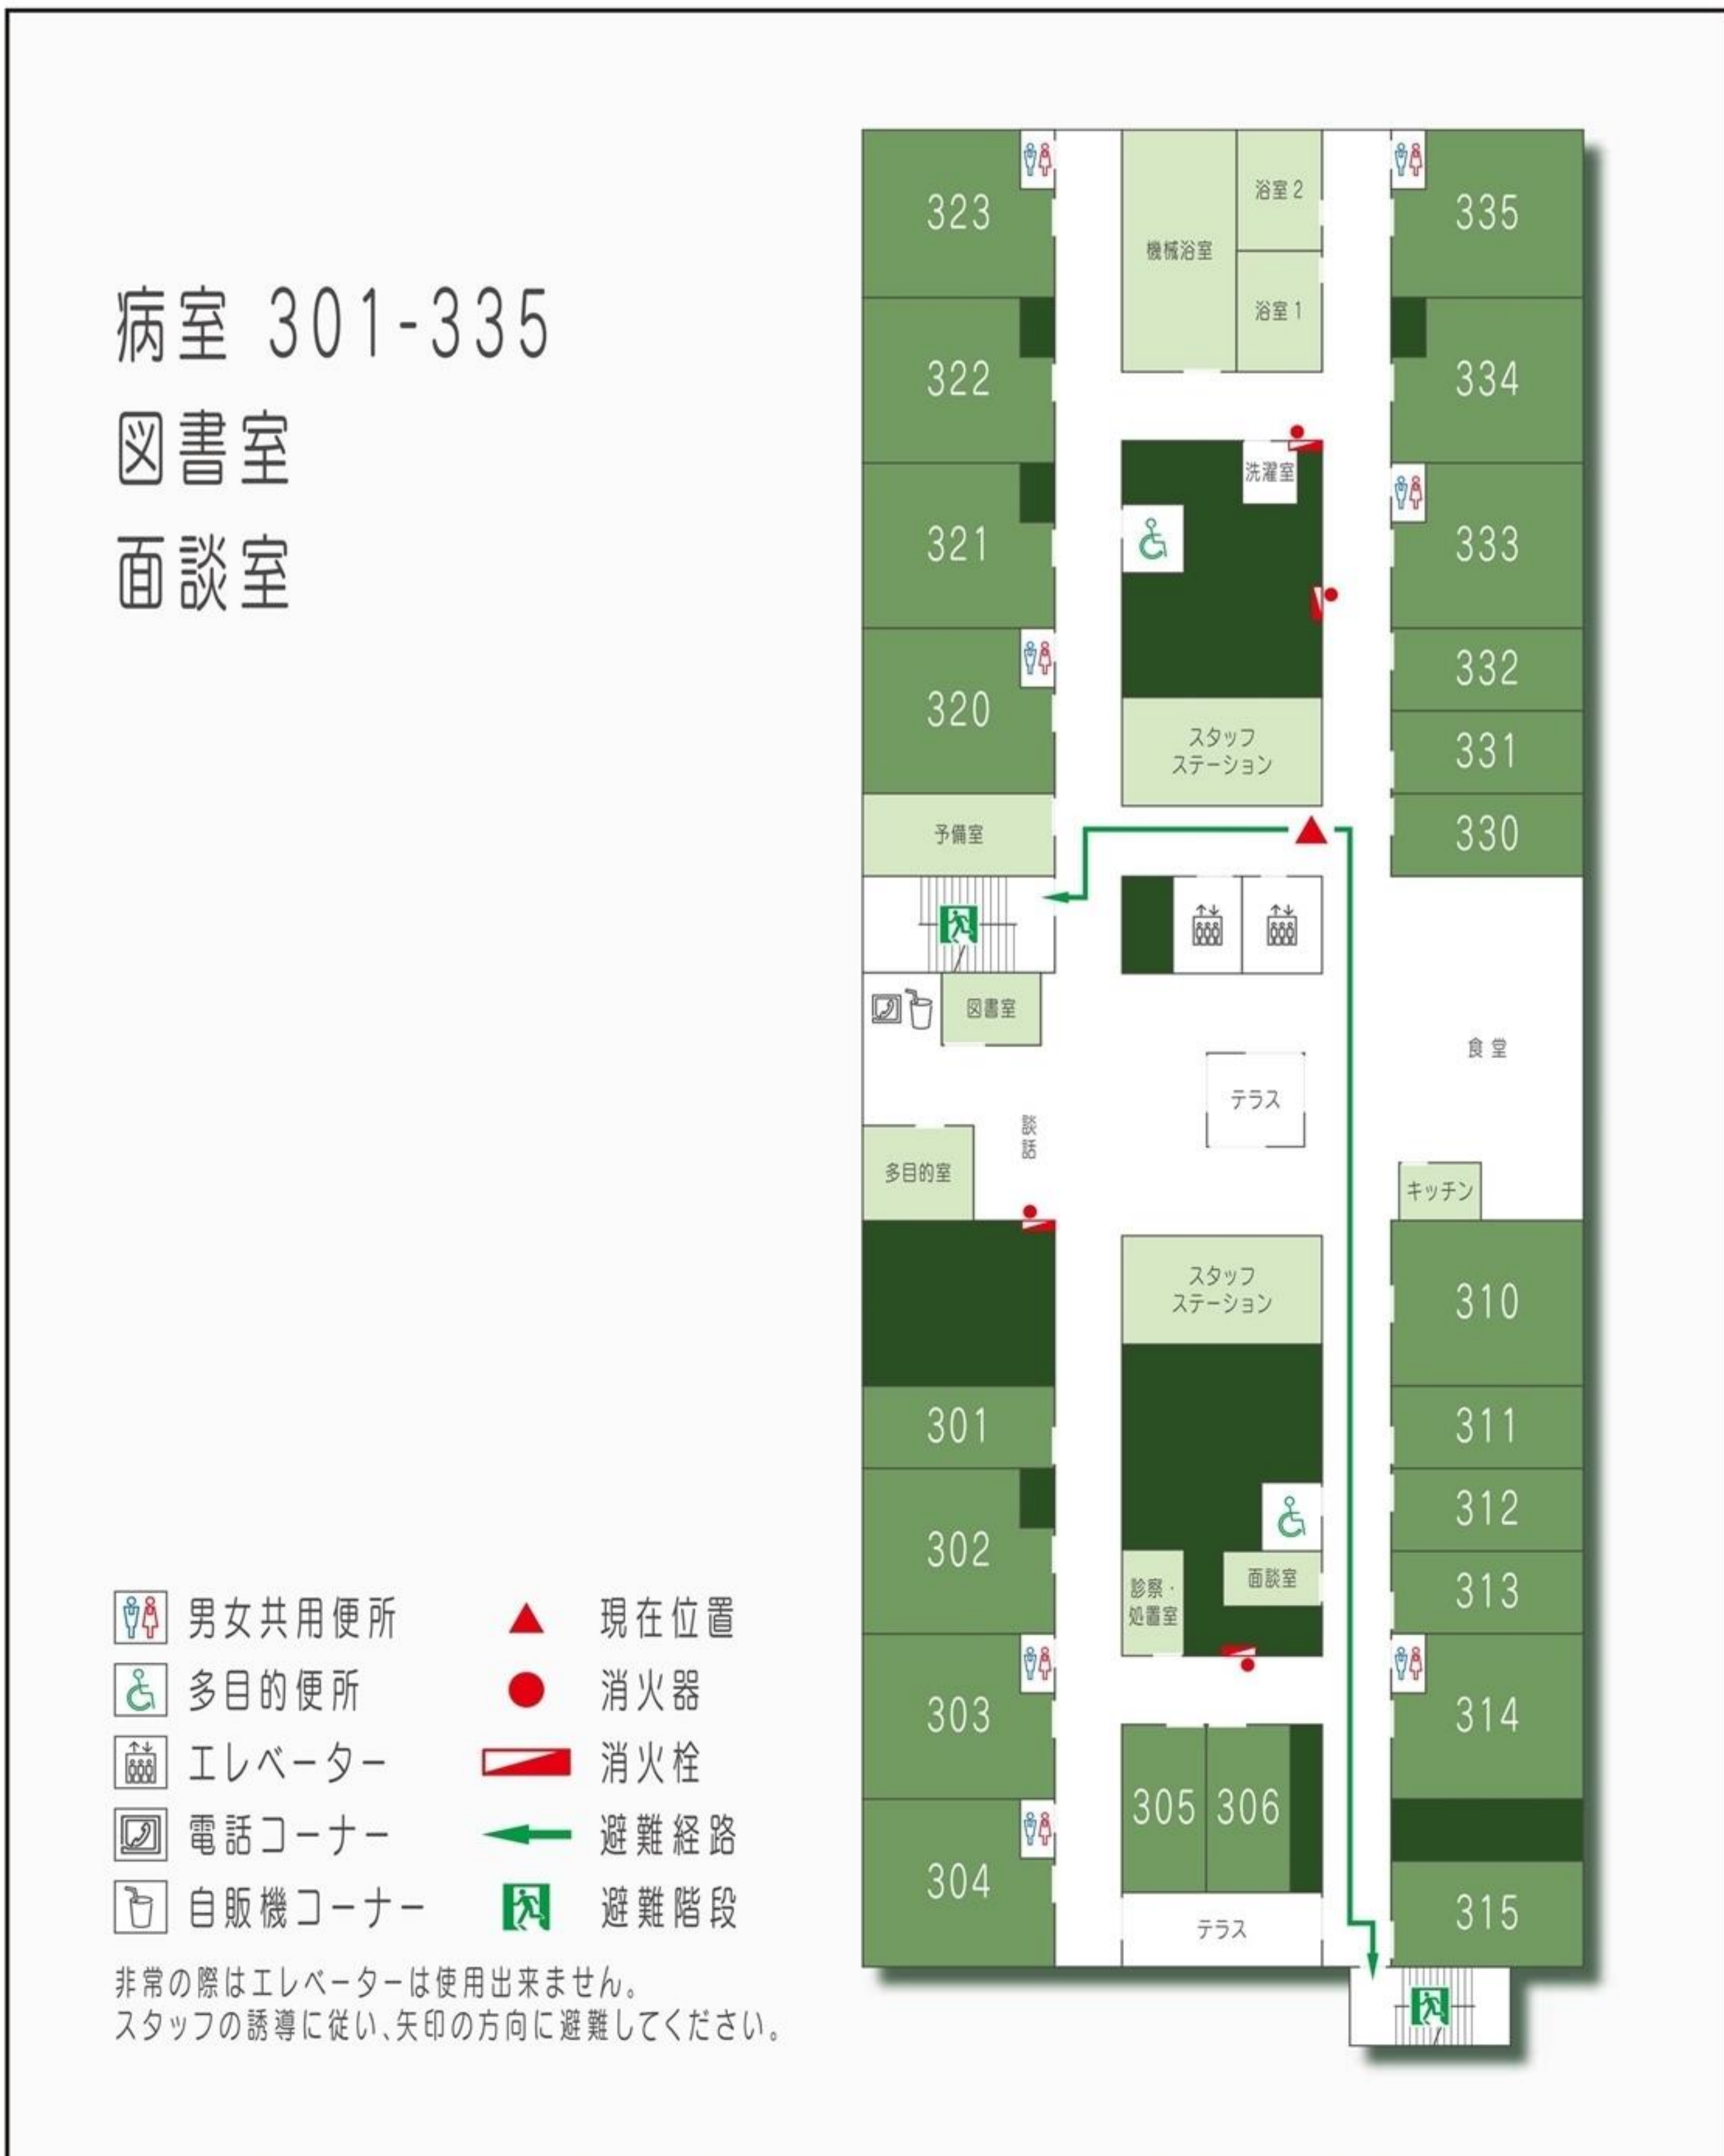 病室 301-335
図書室
面談室
323
機械浴室
浴室 2
335
322
浴室 1
334
321
洗濯室
333
320
332
スタッフ
ステーション
331
予備室
330
図書室
食堂
テラス
談話
多目的室
キッチン
スタッフ
ステーション
310
301
311
302
312
診察・
処置室
面談室
313
303
314
305
306
304
315
テラス
男女共用便所
現在位置
多目的便所
消火器
エレベーター
消火栓
電話コーナー
避難経路
自販機コーナー
避難階段
非常の際はエレベーターは使用出来ません。
スタッフの誘導に従い、矢印の方向に避難してください。